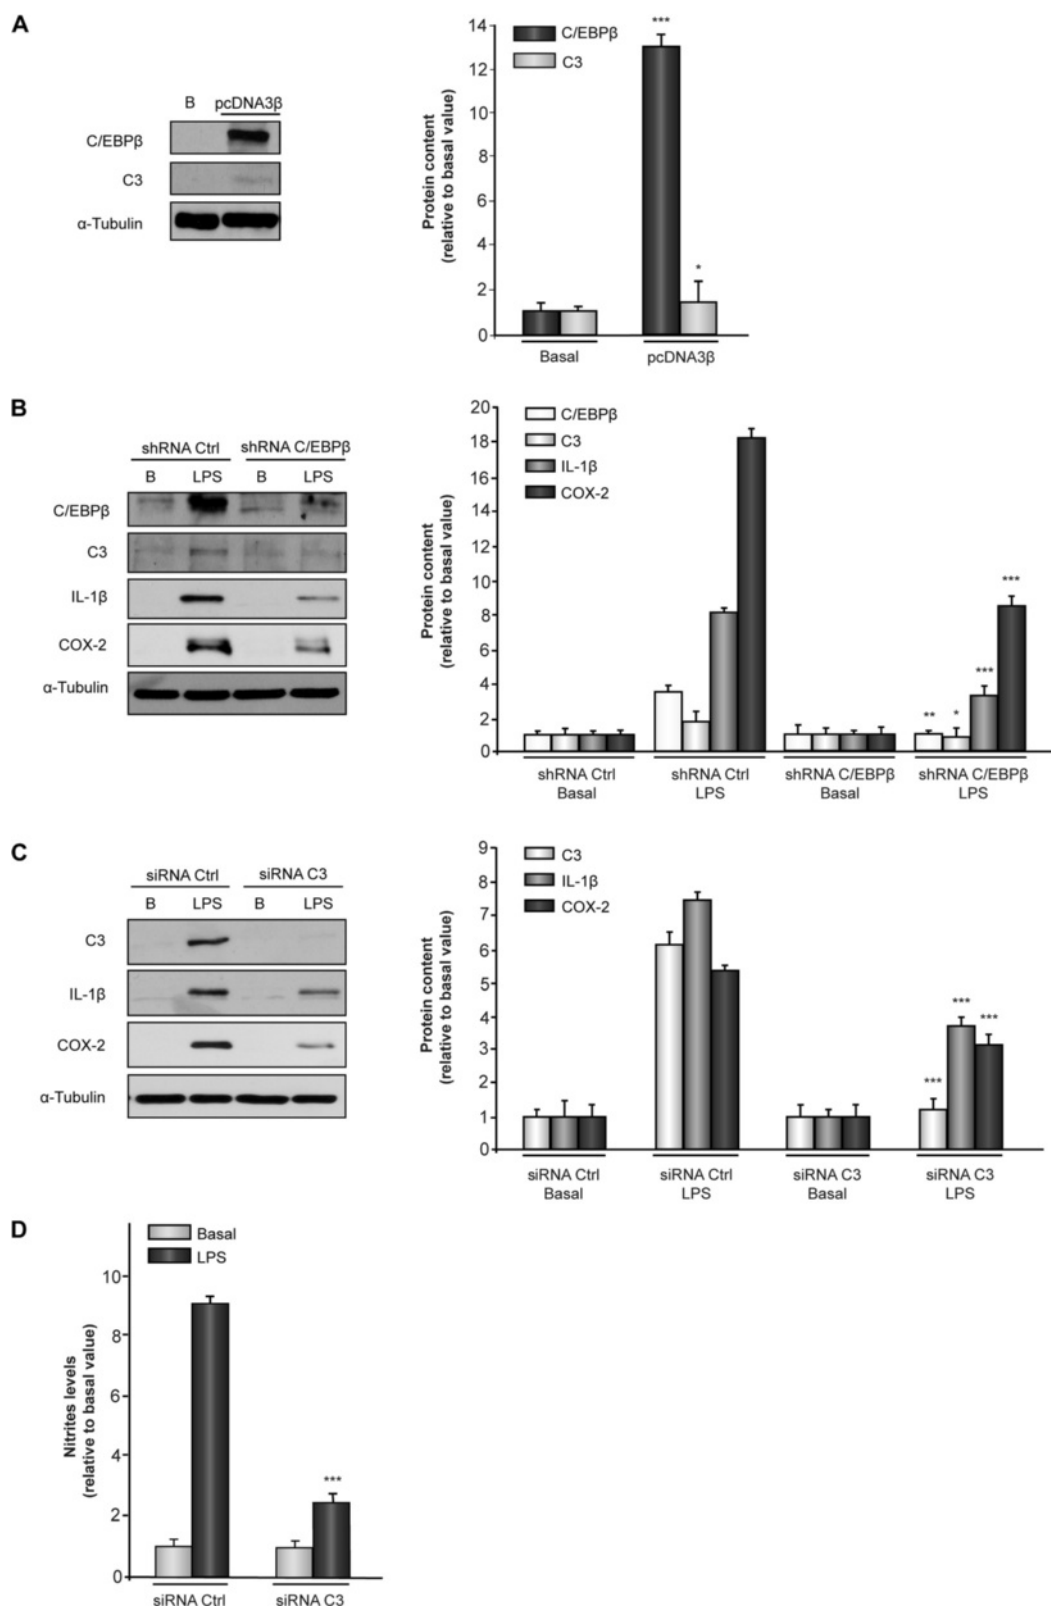 A
B pcDNA3β
C/EBPβ
C3
α-Tubulin
Protein content
(relative to basal value)
14
12
10
8
6
4
2
0
C/EBPβ
C3
***
*
Basal pcDNA3β
B
shRNA Ctrl shRNA C/EBPβ
B LPS B LPS
C/EBPβ
C3
IL-1β
COX-2
α-Tubulin
Protein content
(relative to basal value)
20
18
16
14
12
10
8
6
4
2
0
C/EBPβ
C3
IL-1β
COX-2
** * *** ***
shRNA Ctrl shRNA Ctrl shRNA C/EBPβ shRNA C/EBPβ
Basal LPS Basal LPS
C
siRNA Ctrl siRNA C3
B LPS B LPS
C3
IL-1β
COX-2
α-Tubulin
Protein content
(relative to basal value)
9
8
7
6
5
4
3
2
1
0
C3
IL-1β
COX-2
*** *** ***
siRNA Ctrl siRNA Ctrl siRNA C3 siRNA C3
Basal LPS Basal LPS
D
Nitrites levels
(relative to basal value)
10
8
6
4
2
0
Basal
LPS
***
siRNA Ctrl siRNA C3